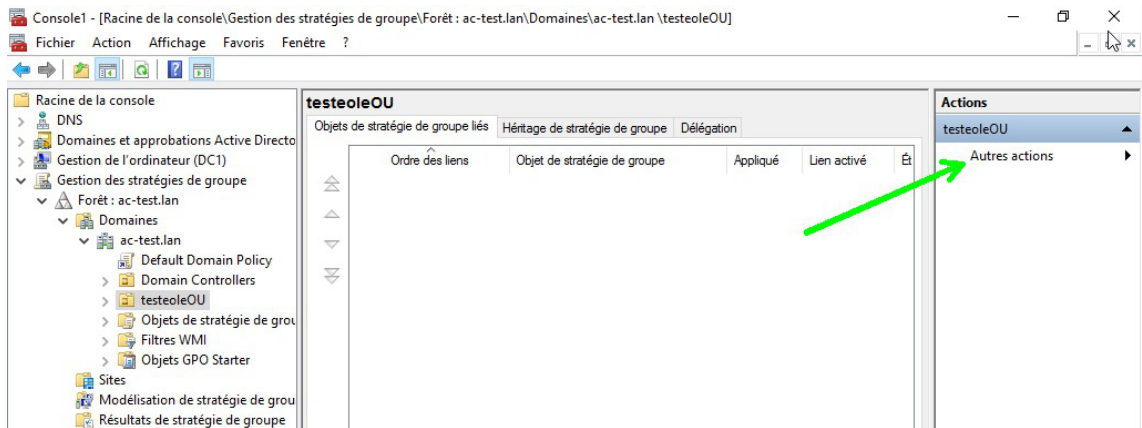 Console1 - [Racine de la console\Gestion des stratégies de groupe\Forêt : ac-test.lan\Domaines\ac-test.lan \testeoleOU]
Fichier Action Affichage Favoris Fenêtre ?
Racine de la console
DNS
Domaines et approbations Active Directo
Gestion de l'ordinateur (DC1)
Gestion des stratégies de groupe
Forêt : ac-test.lan
Domaines
ac-test.lan
Default Domain Policy
Domain Controllers
testeoleOU
Objets de stratégie de grou
Filtres WMI
Objets GPO Starter
Sites
Modélisation de stratégie de grou
Résultats de stratégie de groupe
testeoleOU
Objets de stratégie de groupe liés Héritage de stratégie de groupe Délégation
Ordre des liens Objet de stratégie de groupe Appliqué Lien activé Ét
Actions
testeoleOU
Autres actions